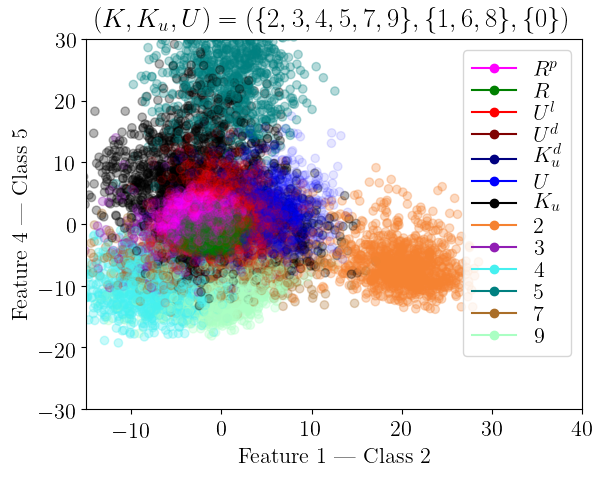 (K, K_u, U) = ({2, 3, 4, 5, 7, 9}, {1, 6, 8}, {0})
30
20
10
0
−10
−20
−30
Feature 4 — Class 5
−10
0
10
20
30
40
Feature 1 — Class 2
R^p
R
U^l
U^d
K_u^d
U
K_u
2
3
4
5
7
9